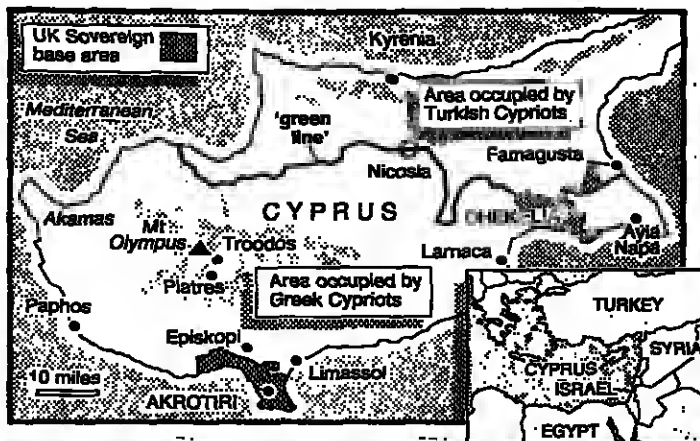 UK Sovereign
base area
Kyrenia
Mediterranean
Sea
'green
line'
Area occupied by
Turkish Cypriots
Nicosia
Famagusta
Akamas
CYPRUS
DHEKELIA
Mt
Olympus
Troodos
Ayia
Napa
Larnaca
Platres
Area occupied by
Greek Cypriots
Paphos
Episkopi
Limassol
10 miles
AKROTIRI
TURKEY
SYRIA
CYPRUS
ISRAEL
EGYPT